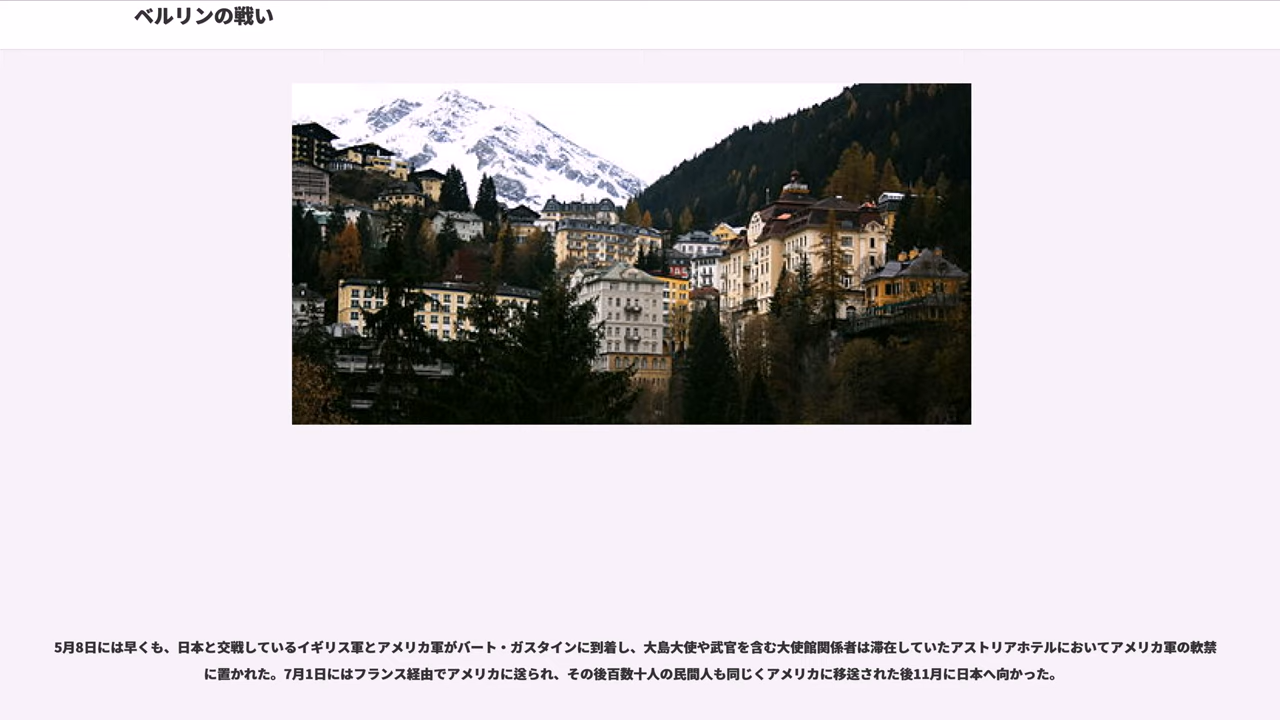 ベルリンの戦い
5月8日には早くも、日本と交戦しているイギリス軍とアメリカ軍がバート・ガスタインに到着し、大島大使や武官を含む大使館関係者は滞在していたアストリアホテルにおいてアメリカ軍の軟禁
に置かれた。7月1日にはフランス経由でアメリカに送られ、その後百数十人の民間人も同じくアメリカに移送された後11月に日本へ向かった。